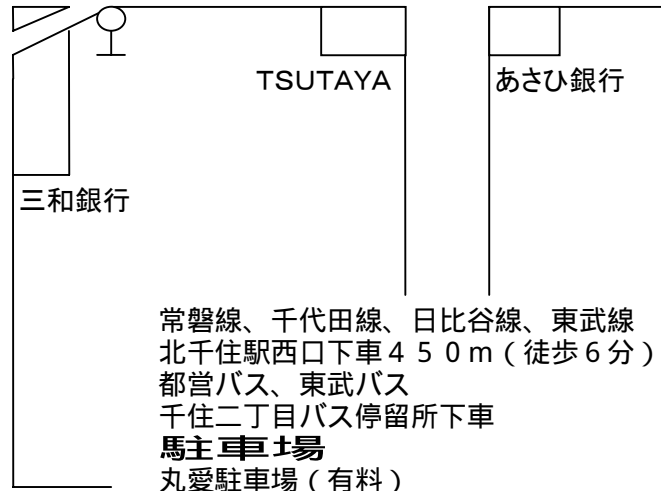 TSUTAYA
あさひ銀行
三和銀行
常磐線、千代田線、日比谷線、東武線
北千住駅西口下車450m(徒歩6分)
都営バス、東武バス
千住二丁目バス停留所下車
駐車場
丸愛駐車場(有料)